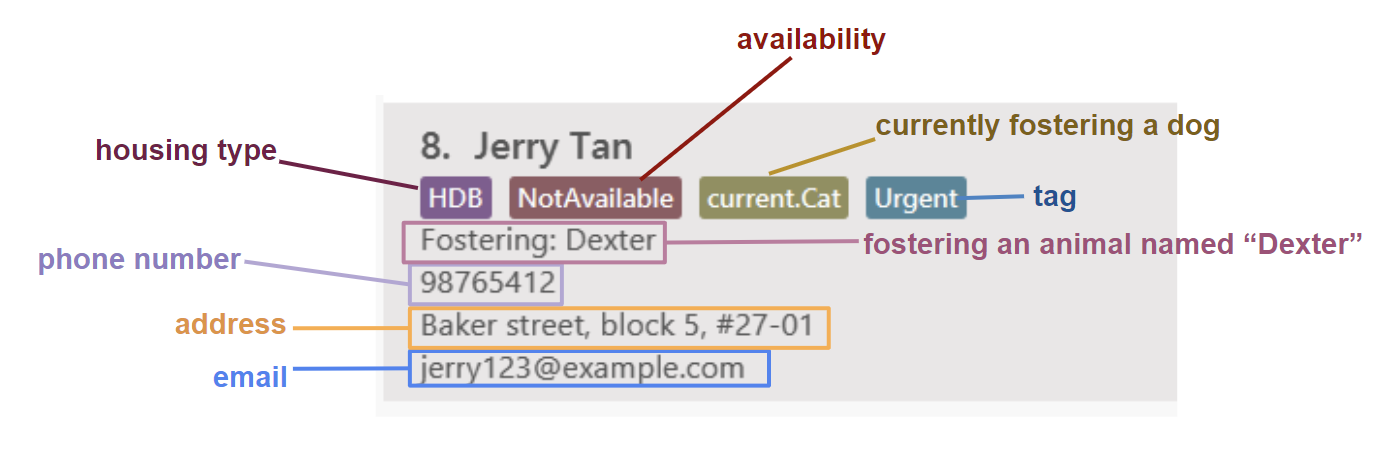 availability
currently fostering a dog
housing type
8. Jerry Tan
HDB NotAvailable current.Cat Urgent
tag
Fostering: Dexter
fostering an animal named “Dexter”
phone number
98765412
address
Baker street, block 5, #27-01
email
jerry123@example.com